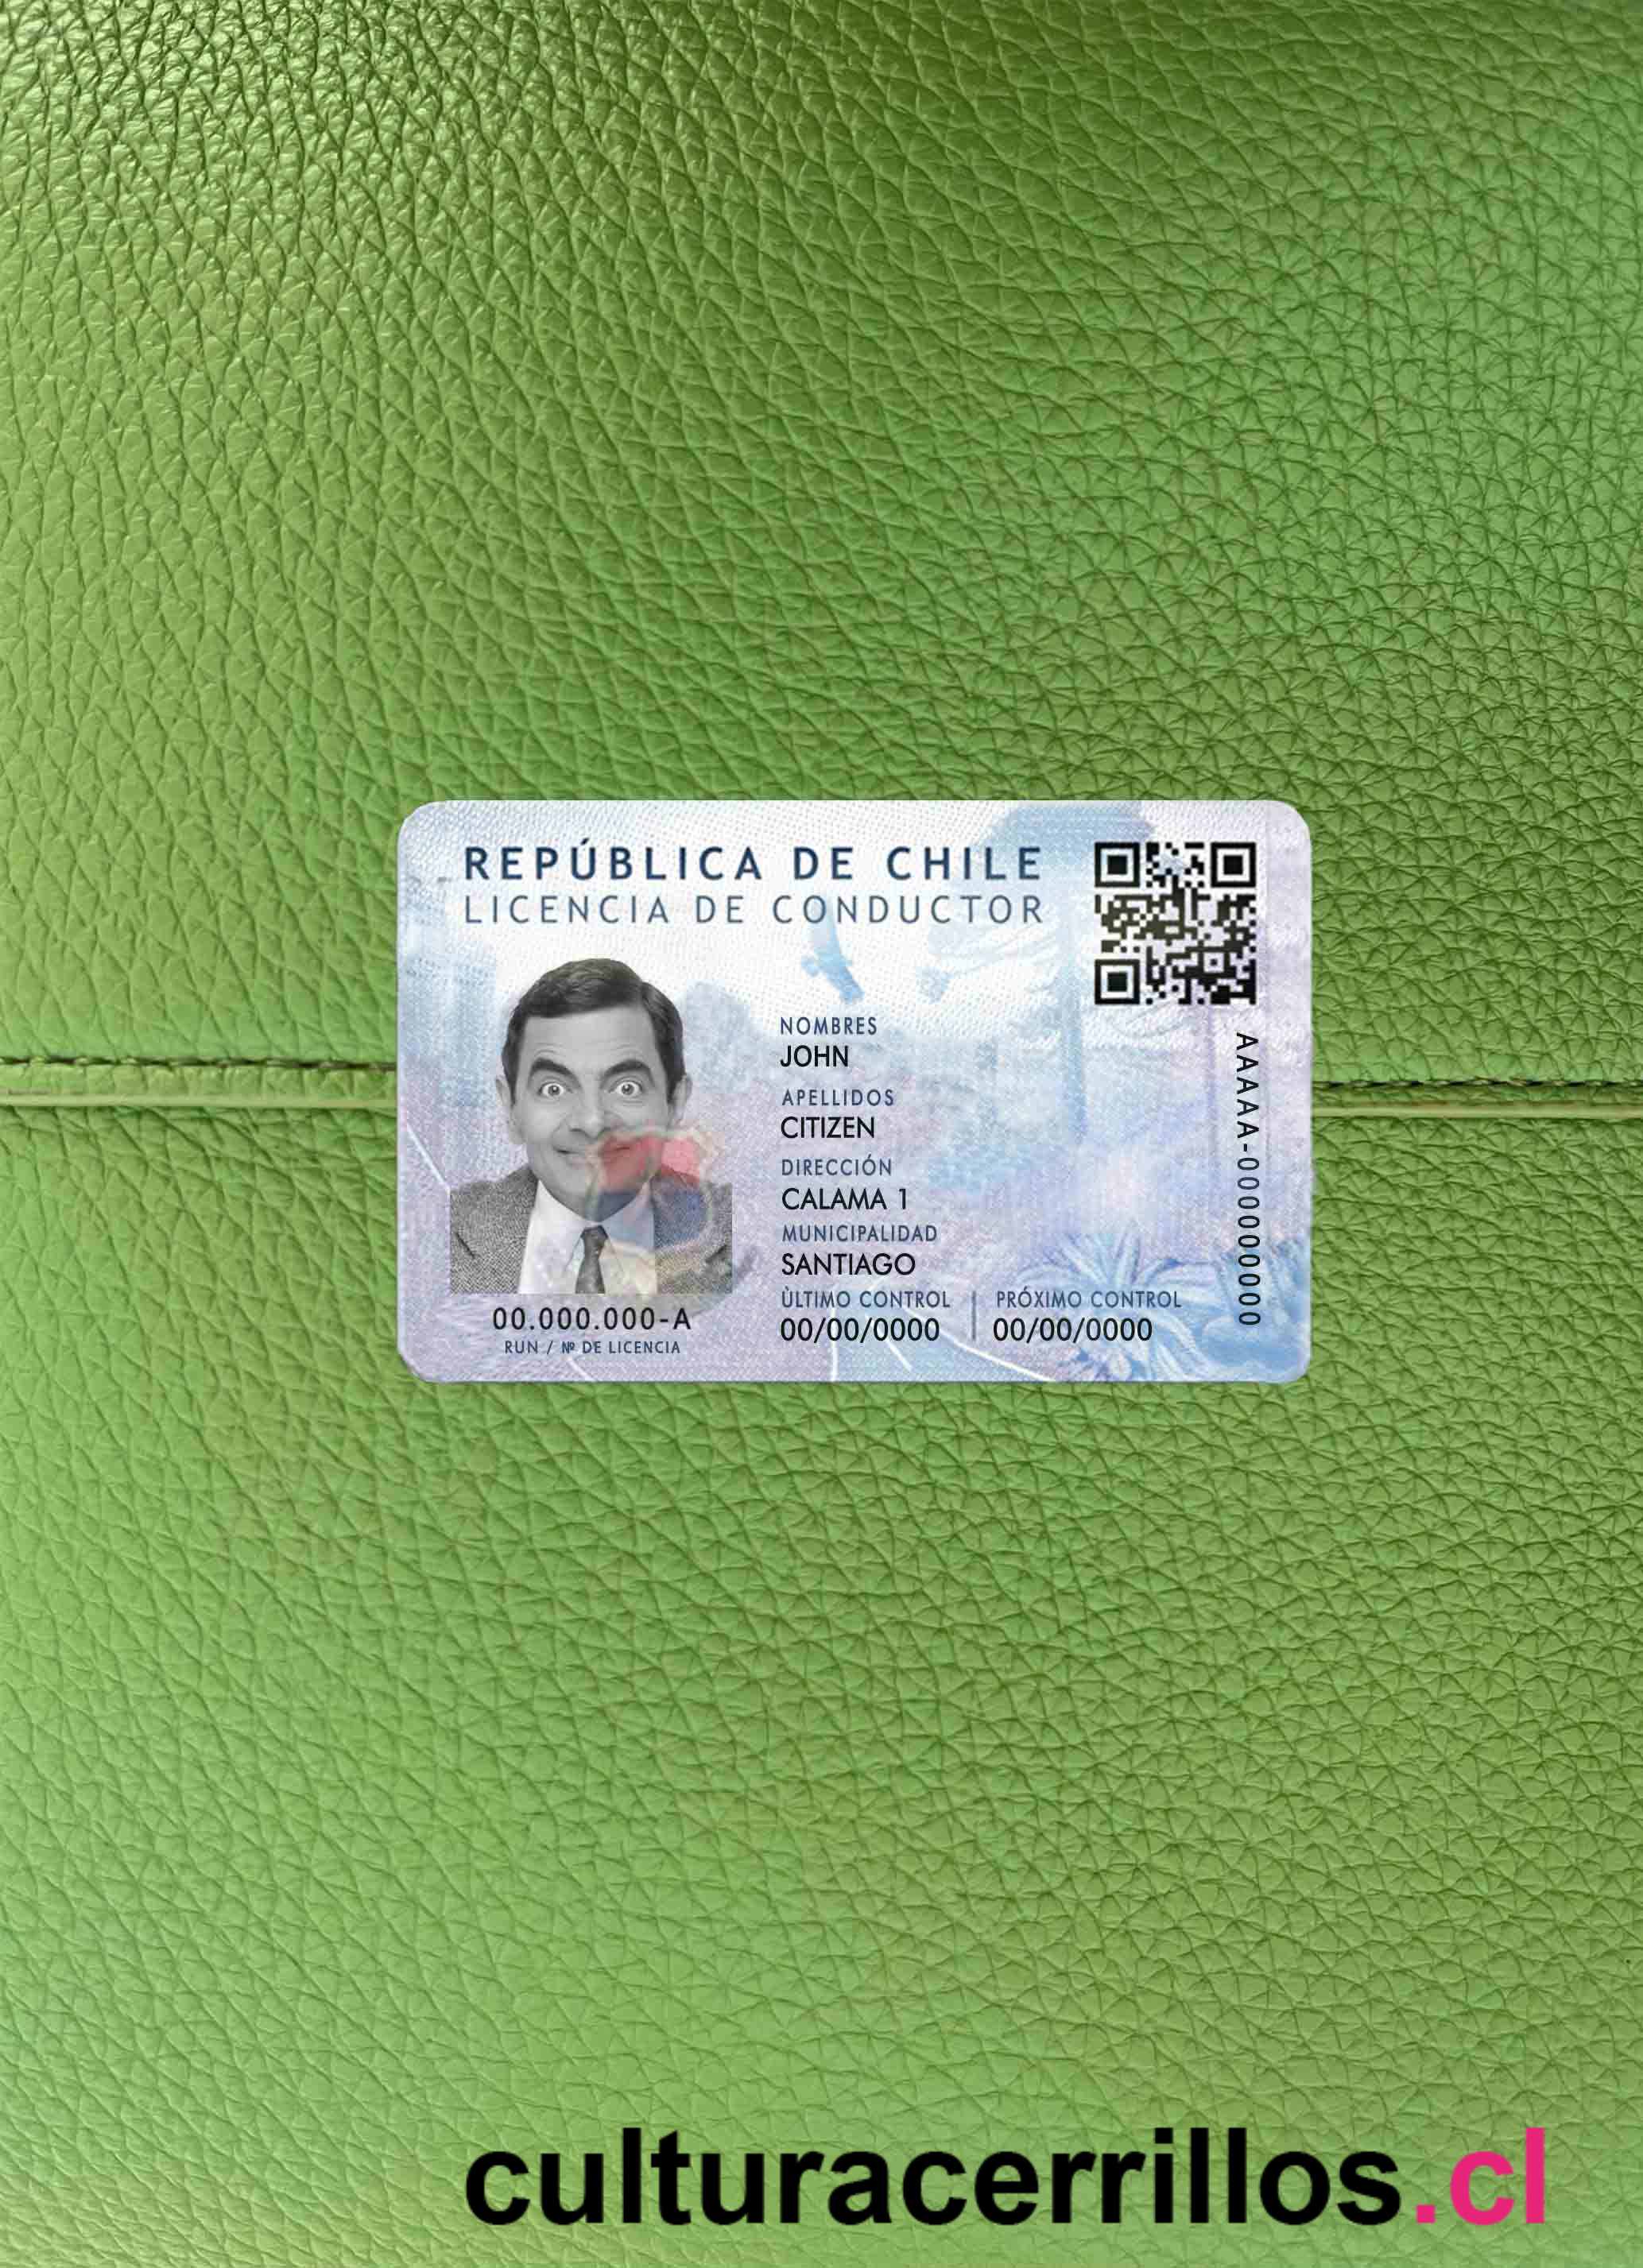 REPÚBLICA DE CHILE
LICENCIA DE CONDUCTOR
NOMBRES
JOHN
APELLIDOS
CITIZEN
DIRECCIÓN
CALAMA 1
MUNICIPALIDAD
SANTIAGO
ÙLTIMO CONTROL | PRÓXIMO CONTROL
00/00/0000 00/00/0000
00.000.000-A
RUN / Nº DE LICENCIA
AAAAA-000000000
culturacerrillos.cl